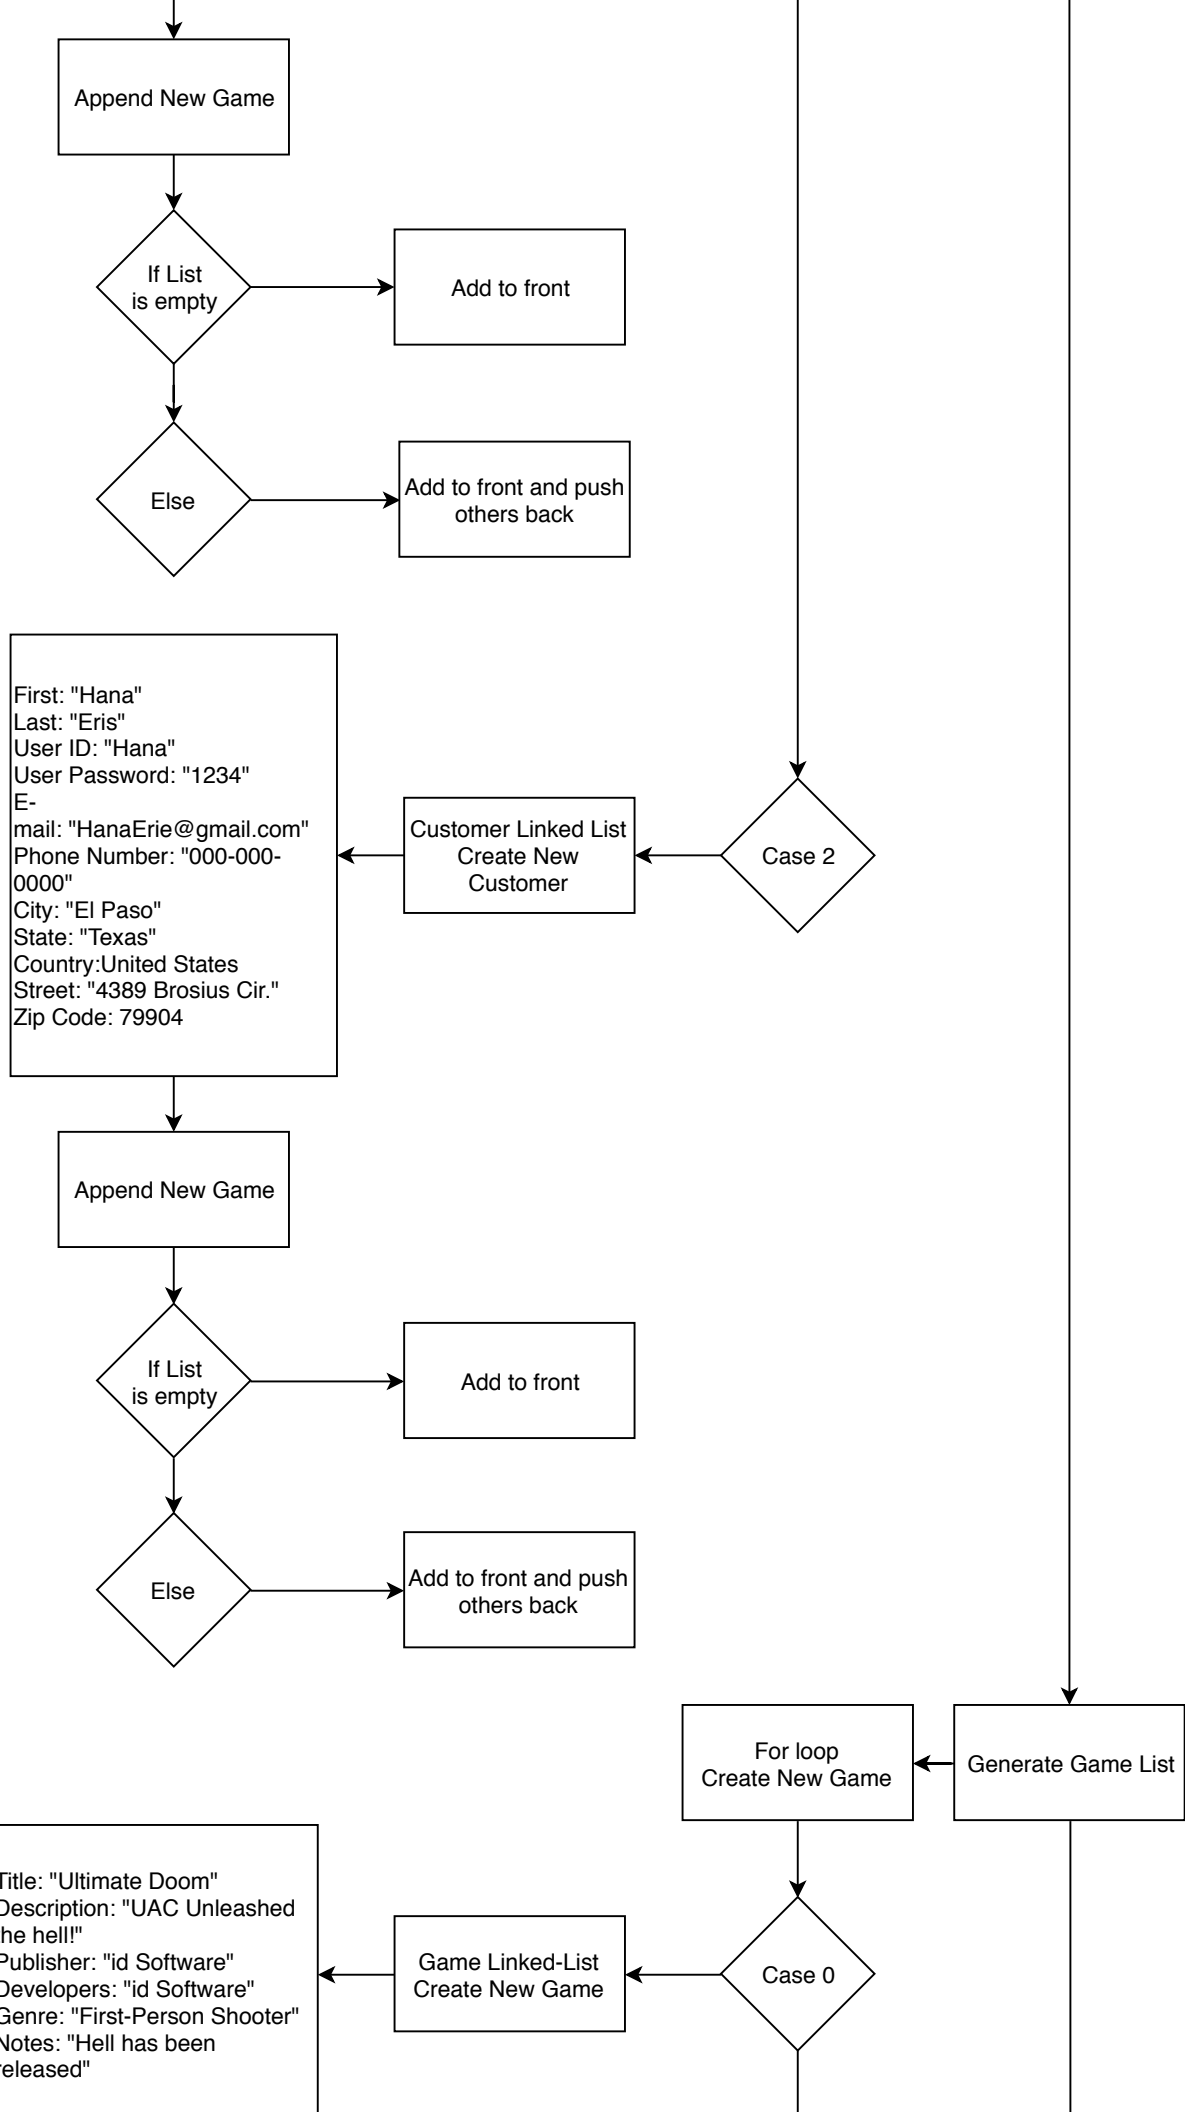 Append New Game
If List
is empty
Add to front
Else
Add to front and push
others back
First: "Hana"
Last: "Eris"
User ID: "Hana"
User Password: "1234"
E-
mail: "HanaErie@gmail.com"
Phone Number: "000-000-
0000"
City: "El Paso"
State: "Texas"
Country:United States
Street: "4389 Brosius Cir."
Zip Code: 79904
Customer Linked List
Create New
Customer
Case 2
Append New Game
If List
is empty
Add to front
Else
Add to front and push
others back
For loop
Create New Game
Generate Game List
Title: "Ultimate Doom"
Description: "UAC Unleashed
the hell!"
Publisher: "id Software"
Developers: "id Software"
Genre: "First-Person Shooter"
Notes: "Hell has been
released"
Game Linked-List
Create New Game
Case 0